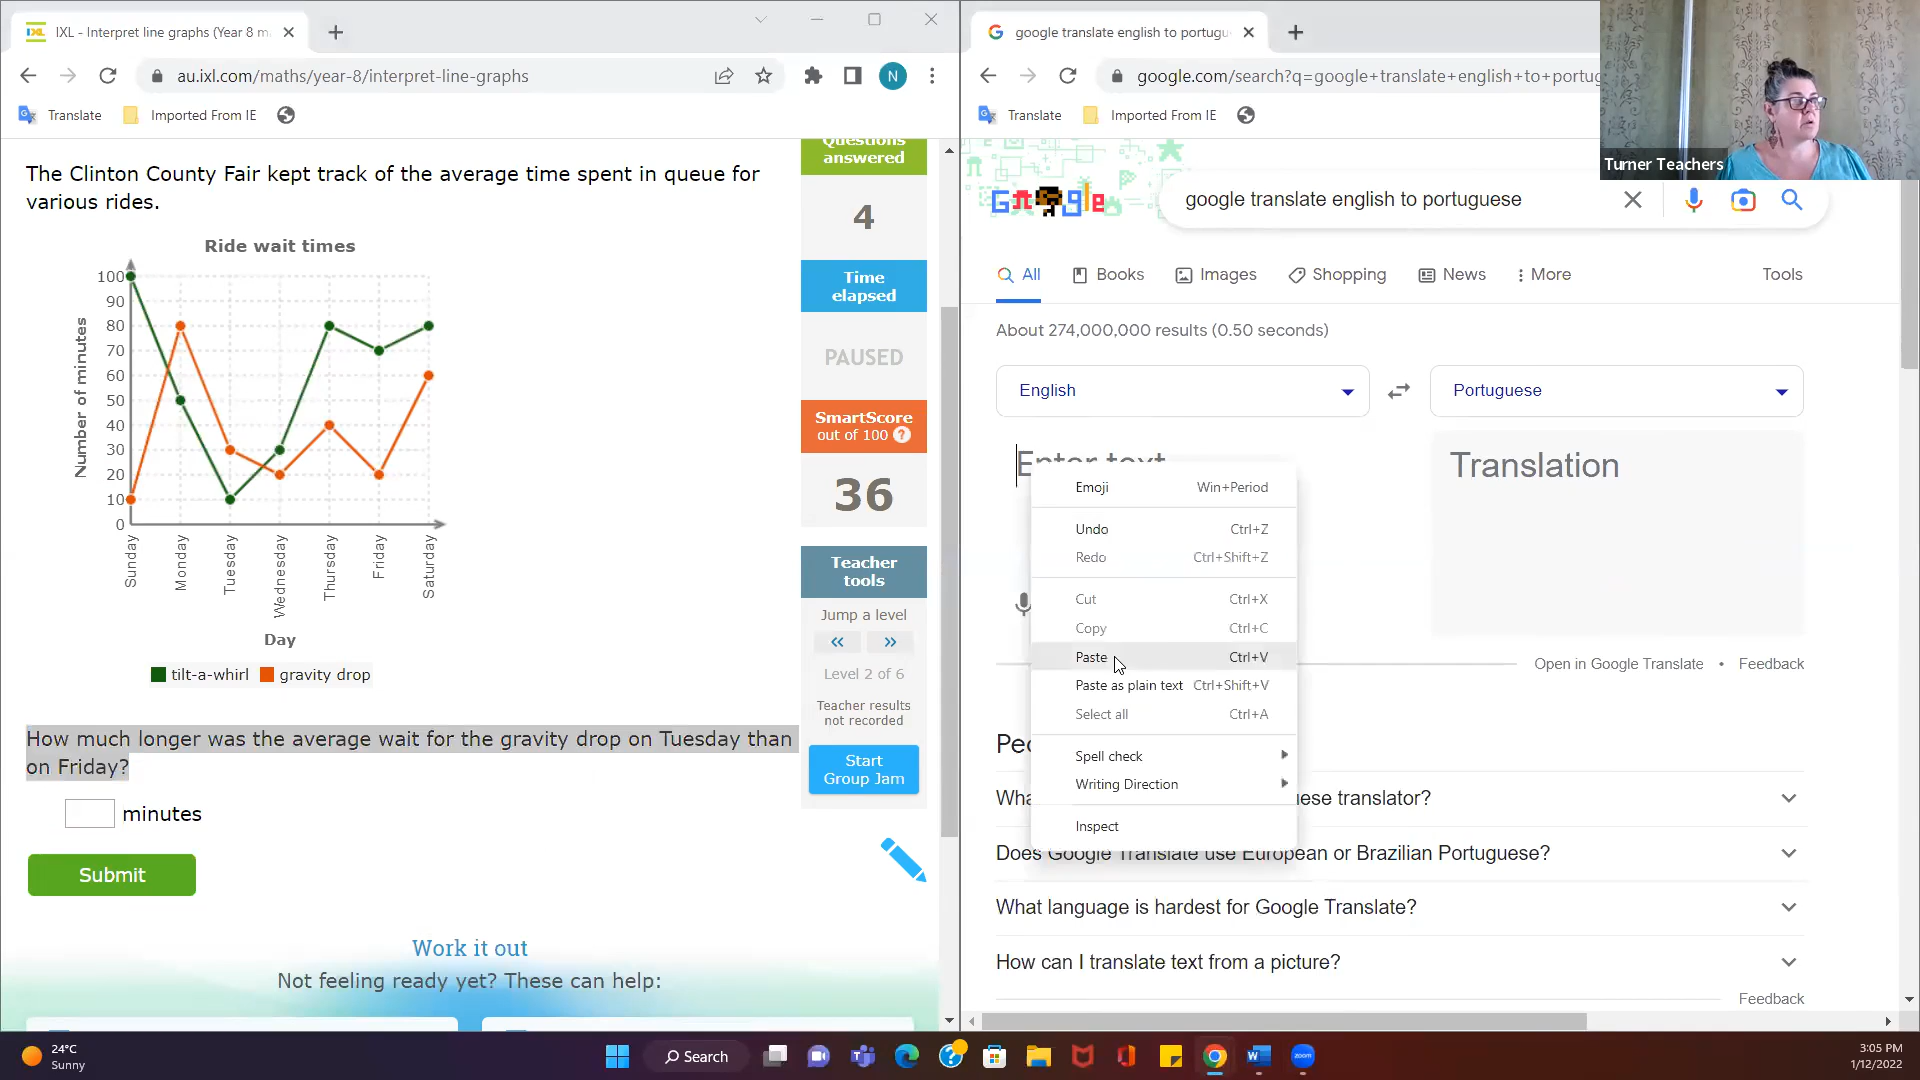 IXL - Interpret line graphs (Year 8 m
au.ixl.com/maths/year-8/interpret-line-graphs
N
Translate
Imported From IE
The Clinton County Fair kept track of the average time spent in queue for
various rides.
Ride wait times
Number of minutes
100
90
80
70
60
50
40
30
20
10
0
Sunday
Monday
Tuesday
Wednesday
Thursday
Friday
Saturday
Day
tilt-a-whirl
gravity drop
How much longer was the average wait for the gravity drop on Tuesday than
on Friday?
minutes
Submit
Work it out
Not feeling ready yet? These can help:
Questions
answered
4
Time
elapsed
PAUSED
SmartScore
out of 100 ?
36
Teacher
tools
Jump a level
Level 2 of 6
Teacher results
not recorded
Start
Group Jam
google translate english to portugu
google.com/search?q=google+translate+english+to+portug
Translate
Imported From IE
Turner Teachers
Google
google translate english to portuguese
All
Books
Images
Shopping
News
More
Tools
About 274,000,000 results (0.50 seconds)
English
Portuguese
Enter text
Translation
Emoji Win+Period
Undo Ctrl+Z
Redo Ctrl+Shift+Z
Cut Ctrl+X
Copy Ctrl+C
Paste Ctrl+V
Paste as plain text Ctrl+Shift+V
Select all Ctrl+A
Spell check
Writing Direction
Inspect
Open in Google Translate • Feedback
ese translator?
Does Google Translate use European or Brazilian Portuguese?
What language is hardest for Google Translate?
How can I translate text from a picture?
Feedback
24°C
Sunny
Search
zoom
3:05 PM
1/12/2022